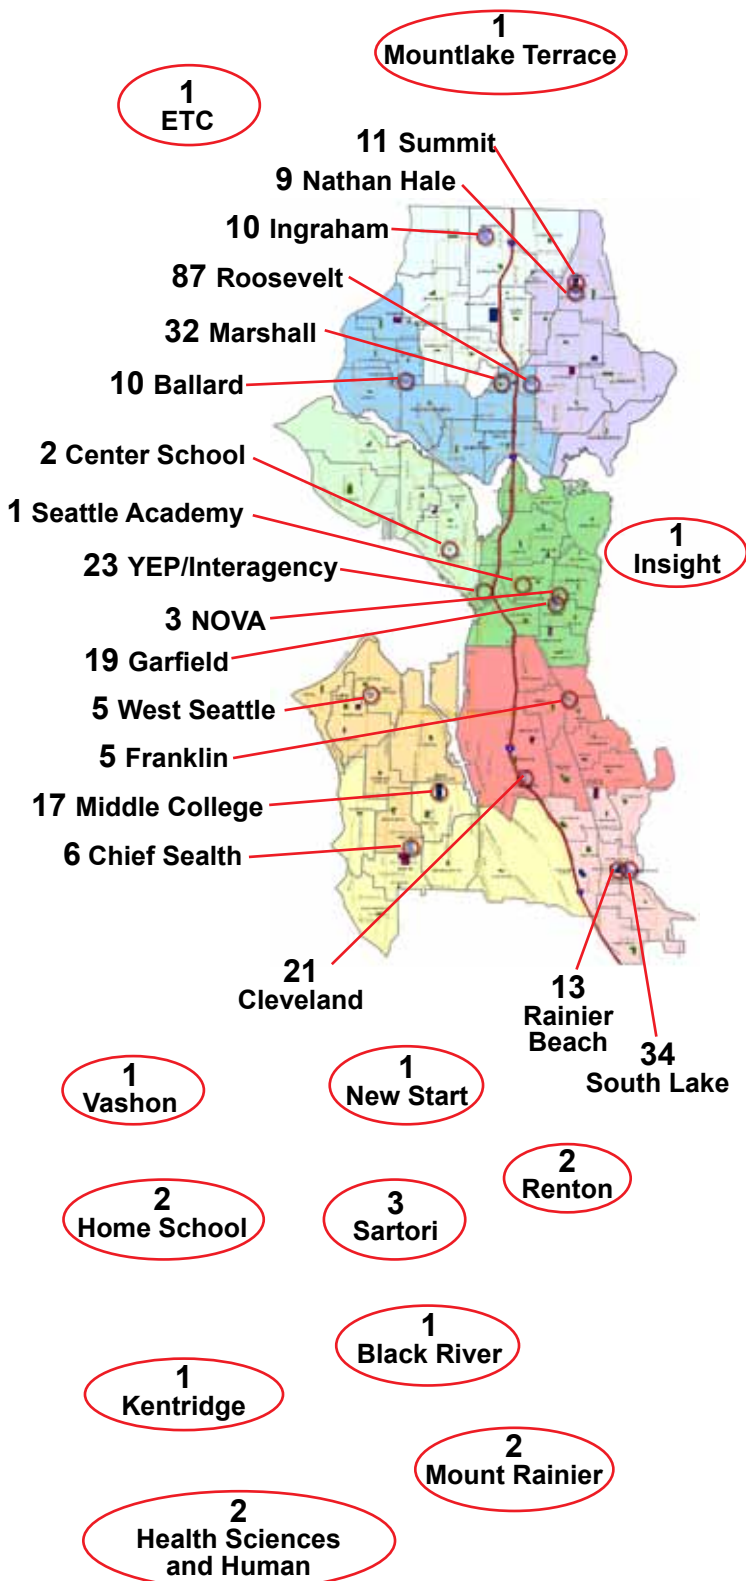 1
Mountlake Terrace
1
ETC
11 Summit
9 Nathan Hale
10 Ingraham
87 Roosevelt
32 Marshall
10 Ballard
2 Center School
1 Seattle Academy
1
Insight
23 YEP/Interagency
3 NOVA
19 Garfield
5 West Seattle
5 Franklin
17 Middle College
6 Chief Sealth
21
Cleveland
13
Rainier
Beach
34
South Lake
1
Vashon
1
New Start
2
Renton
2
Home School
3
Sartori
1
Black River
1
Kentridge
2
Mount Rainier
2
Health Sciences
and Human